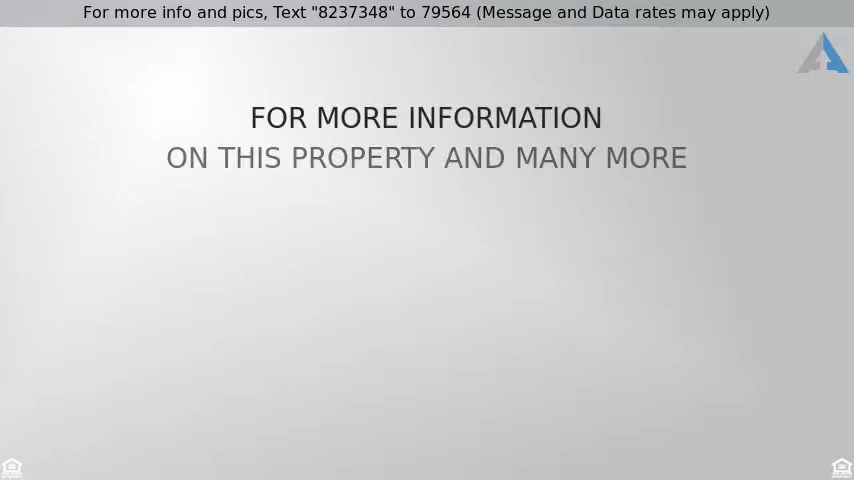 For more info and pics, Text "8237348" to 79564 (Message and Data rates may apply)
FOR MORE INFORMATION
ON THIS PROPERTY AND MANY MORE